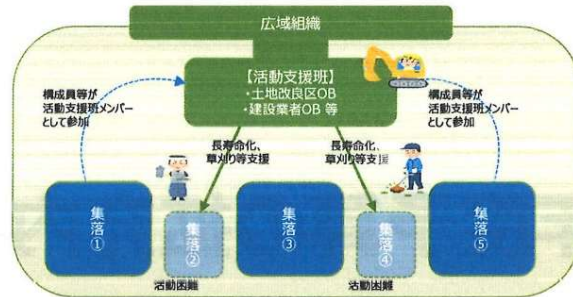 広域組織
【活動支援班】
・土地改良区OB
・建設業者OB 等
構成員等が
活動支援班メンバー
として参加
構成員等が
活動支援班メンバー
として参加
長寿命化、
草刈り等支援
長寿命化、
草刈り等支援
集落①
集落②
集落③
集落④
集落⑤
活動困難
活動困難